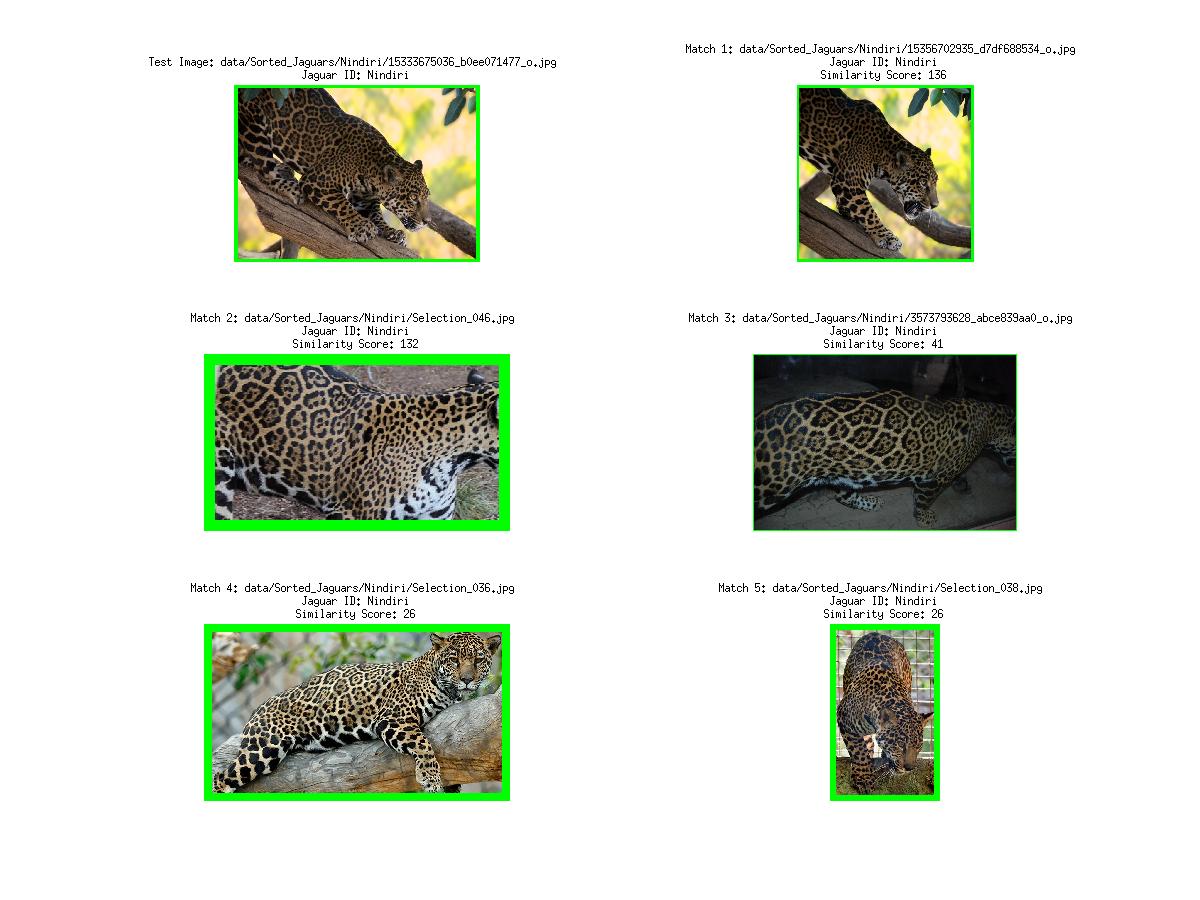 Test Image: data/Sorted_Jaguars/Nindiri/15333675036_b0ee071477_o.jpg
Jaguar ID: Nindiri
Match 1: data/Sorted_Jaguars/Nindiri/15356702935_d7df688534_o.jpg
Jaguar ID: Nindiri
Similarity Score: 136
Match 2: data/Sorted_Jaguars/Nindiri/Selection_046.jpg
Jaguar ID: Nindiri
Similarity Score: 132
Match 3: data/Sorted_Jaguars/Nindiri/3573793628_abce839aa0_o.jpg
Jaguar ID: Nindiri
Similarity Score: 41
Match 4: data/Sorted_Jaguars/Nindiri/Selection_036.jpg
Jaguar ID: Nindiri
Similarity Score: 26
Match 5: data/Sorted_Jaguars/Nindiri/Selection_038.jpg
Jaguar ID: Nindiri
Similarity Score: 26